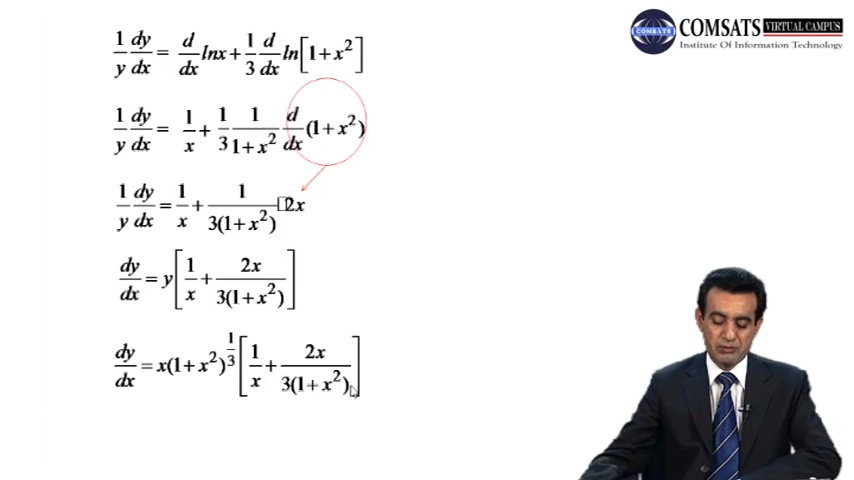 COMSATS VIRTUAL CAMPUS
COMSATS
Institute Of Information Technology
1/y dy/dx = d/dx lnx + 1/3 d/dx ln[1+x²]
1/y dy/dx = 1/x + 1/3 1/(1+x²) d/dx (1+x²)
1/y dy/dx = 1/x + 1/(3(1+x²)) □2x
dy/dx = y[1/x + 2x/(3(1+x²))]
dy/dx = x(1+x²)^(1/3) [1/x + 2x/(3(1+x²))]